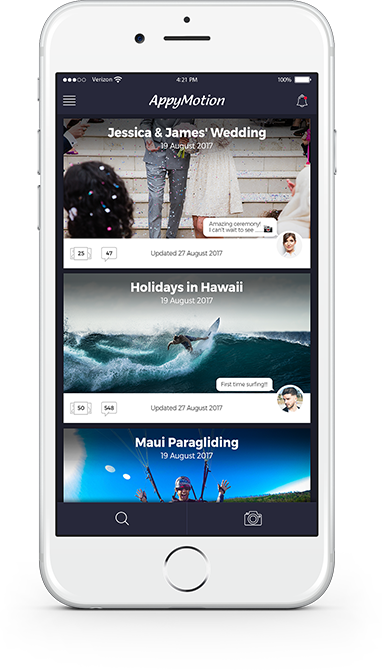 Verizon 4:21 PM 100%
AppyMotion
Jessica & James' Wedding
19 August 2017
Amazing ceremony!
I can't wait to see .....
25 47 Updated 27 August 2017
Holidays in Hawaii
19 August 2017
First time surfing!!
50 548 Updated 27 August 2017
Maui Paragliding
19 August 2017